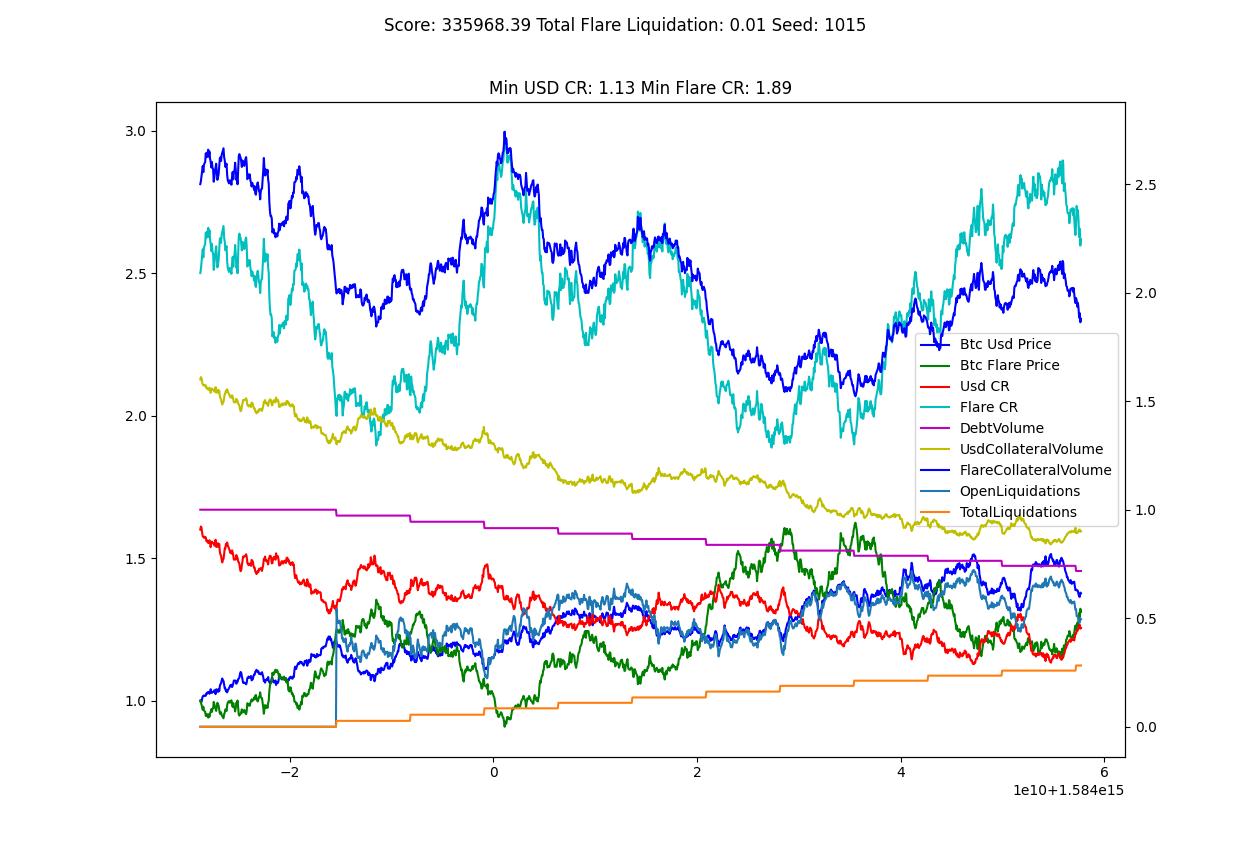 Score: 335968.39 Total Flare Liquidation: 0.01 Seed: 1015
Min USD CR: 1.13 Min Flare CR: 1.89
3.0
2.5
2.0
1.5
1.0
2.5
2.0
1.5
1.0
0.5
0.0
Btc Usd Price
Btc Flare Price
Usd CR
Flare CR
DebtVolume
UsdCollateralVolume
FlareCollateralVolume
OpenLiquidations
TotalLiquidations
−2 0 2 4 6
1e10+1.584e15